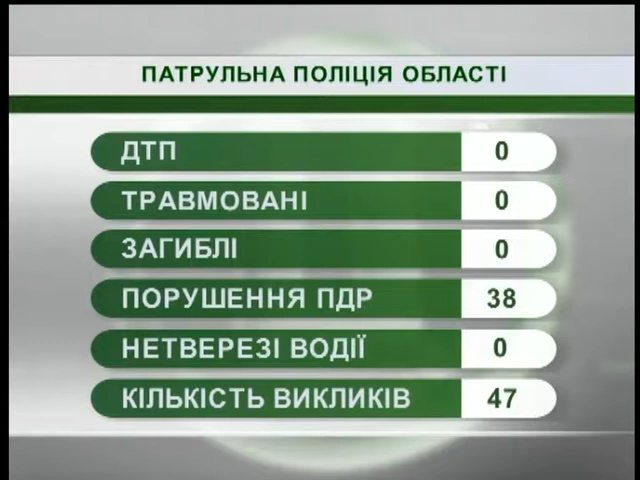 ПАТРУЛЬНА ПОЛІЦІЯ ОБЛАСТІ
ДТП 0
ТРАВМОВАНІ 0
ЗАГИБЛІ 0
ПОРУШЕННЯ ПДР 38
НЕТВЕРЕЗІ ВОДІЇ 0
КІЛЬКІСТЬ ВИКЛИКІВ 47